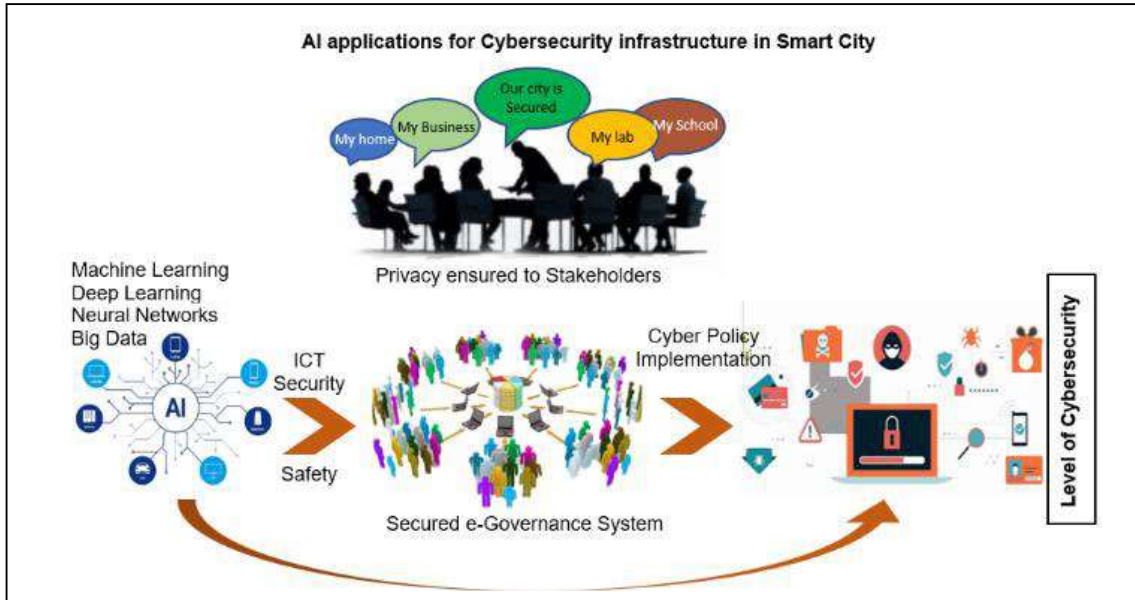 AI applications for Cybersecurity infrastructure in Smart City
Our city is
Secured
My home
My Business
My lab
My School
Privacy ensured to Stakeholders
Machine Learning
Deep Learning
Neural Networks
Big Data
AI
ICT
Security
Safety
Secured e-Governance System
Cyber Policy
Implementation
Level of Cybersecurity